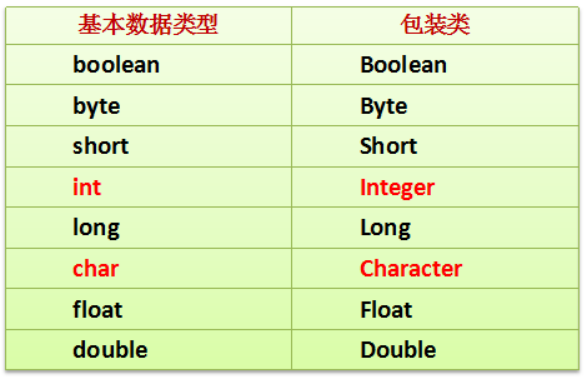 基本数据类型 包装类
boolean Boolean
byte Byte
short Short
int Integer
long Long
char Character
float Float
double Double